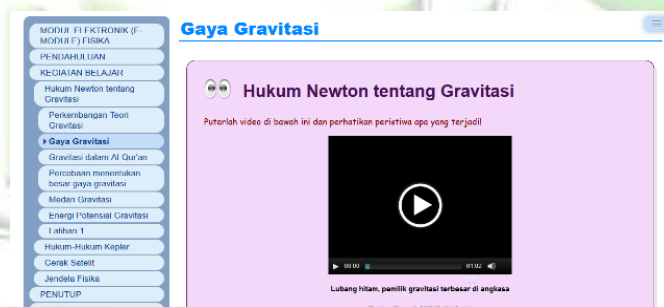 MODUL ELEKTRONIK (E-
MODULE) FISIKA
PENDAHULUAN
KEGIATAN BELAJAR
Hukum Newton tentang
Gravitasi
Perkembangan Teori
Gravitasi
Gaya Gravitasi
Gravitasi dalam Al Qur'an
Percobaan menentukan
besar gaya gravitasi
Medan Gravitasi
Energi Potensial Gravitasi
Latihan 1
Hukum-Hukum Kepler
Gerak Satelit
Jendela Fisika
PENUTUP
Gaya Gravitasi
Hukum Newton tentang Gravitasi
Putarlah video di bawah ini dan perhatikan peristiwa apa yang terjadi!
00:00
01:02
Lubang hitam, pemilik gravitasi terbesar di angkasa